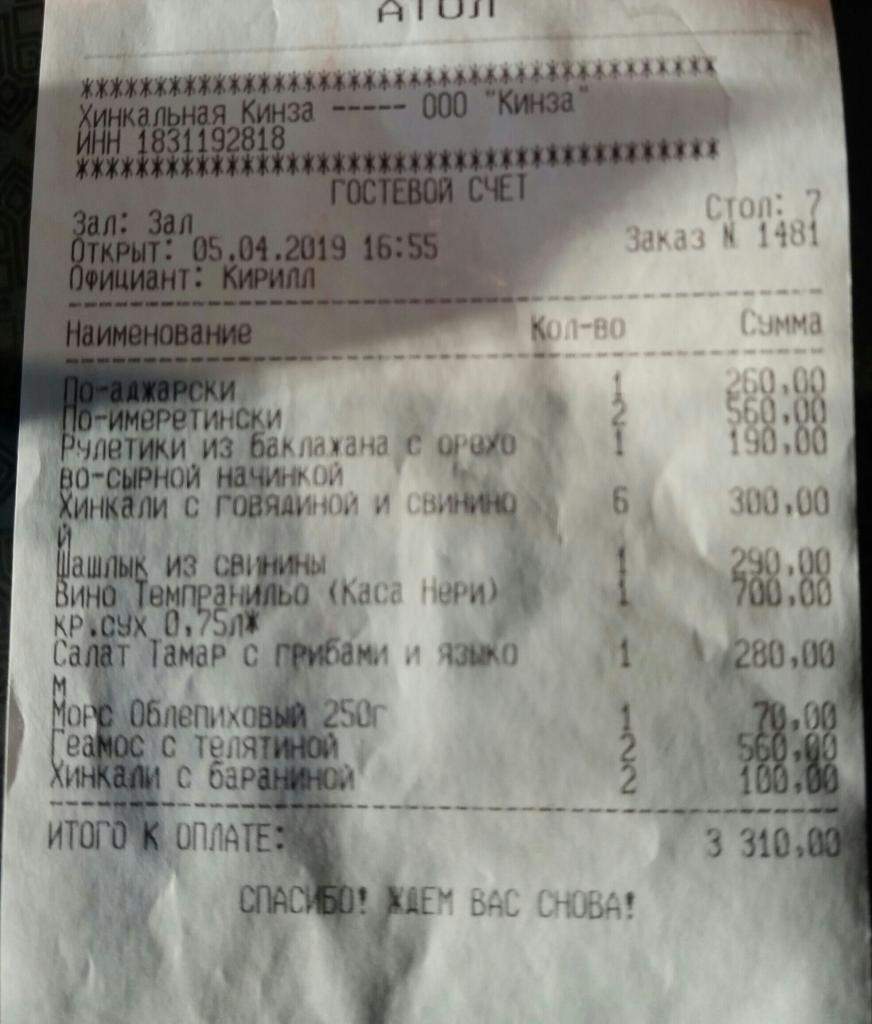 АТОЛ
*******************************************
Хинкальная Кинза ----- ООО "Кинза"
ИНН 1831192818
*******************************************
ГОСТЕВОЙ СЧЕТ
Зал: Зал Стол: 7
Открыт: 05.04.2019 16:55 Заказ № 1481
Официант: Кирилл
Наименование Кол-во Сумма
По-аджарски 1 260,00
По-имеретински 2 560,00
Рулетики из баклажана с орехо 1 190,00
во-сырной начинкой
Хинкали с говядиной и свинино 6 300,00
й
Шашлык из свинины 1 290,00
Вино Темпранильо (Каса Нери) 1 700,00
кр.сух 0,75л*
Салат Тамар с грибами и языко 1 280,00
м
Морс Облепиховый 250г 1 70,00
Геамос с телятиной 2 560,00
Хинкали с бараниной 2 100,00
ИТОГО К ОПЛАТЕ: 3 310,00
СПАСИБО! ЖДЕМ ВАС СНОВА!